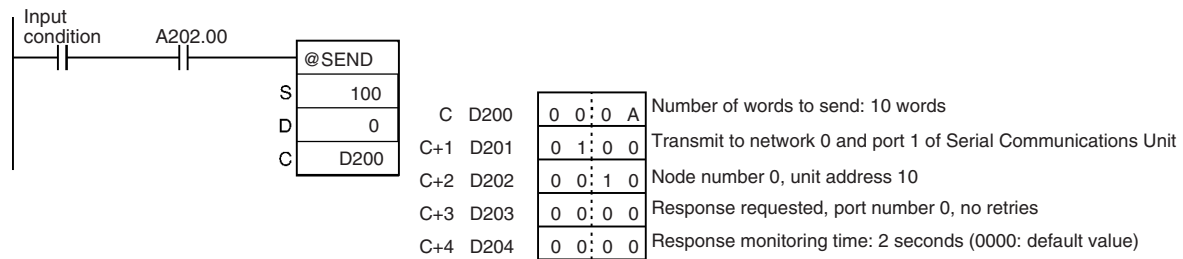 Input
condition A202.00
@SEND
S 100
D 0
C D200
C D200 0 0 0 A Number of words to send: 10 words
C+1 D201 0 1 0 0 Transmit to network 0 and port 1 of Serial Communications Unit
C+2 D202 0 0 1 0 Node number 0, unit address 10
C+3 D203 0 0 0 0 Response requested, port number 0, no retries
C+4 D204 0 0 0 0 Response monitoring time: 2 seconds (0000: default value)